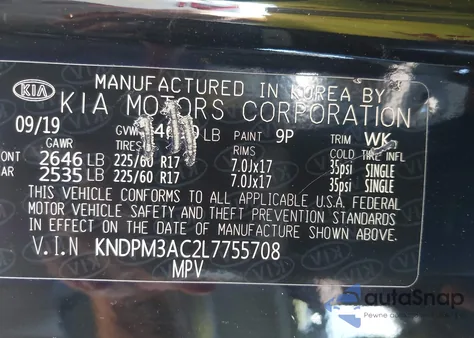 MANUFACTURED IN KOREA BY
KIA KIA MOTORS CORPORATION
09/19 LB PAINT 9P TRIM WK
GAWR TIRES RIMS COLD TIRE INFL
ONT 2646 LB 225/60 R17 7.0Jx17 35psi SINGLE
AR 2535 LB 225/60 R17 7.0Jx17 35psi SINGLE
THIS VEHICLE CONFORMS TO ALL APPLICABLE U.S.A. FEDERAL
MOTOR VEHICLE SAFETY AND THEFT PREVENTION STANDARDS
IN EFFECT ON THE DATE OF MANUFACTURE SHOWN ABOVE.
V.I.N KNDPM3AC2L7755708
MPV
autoSnap